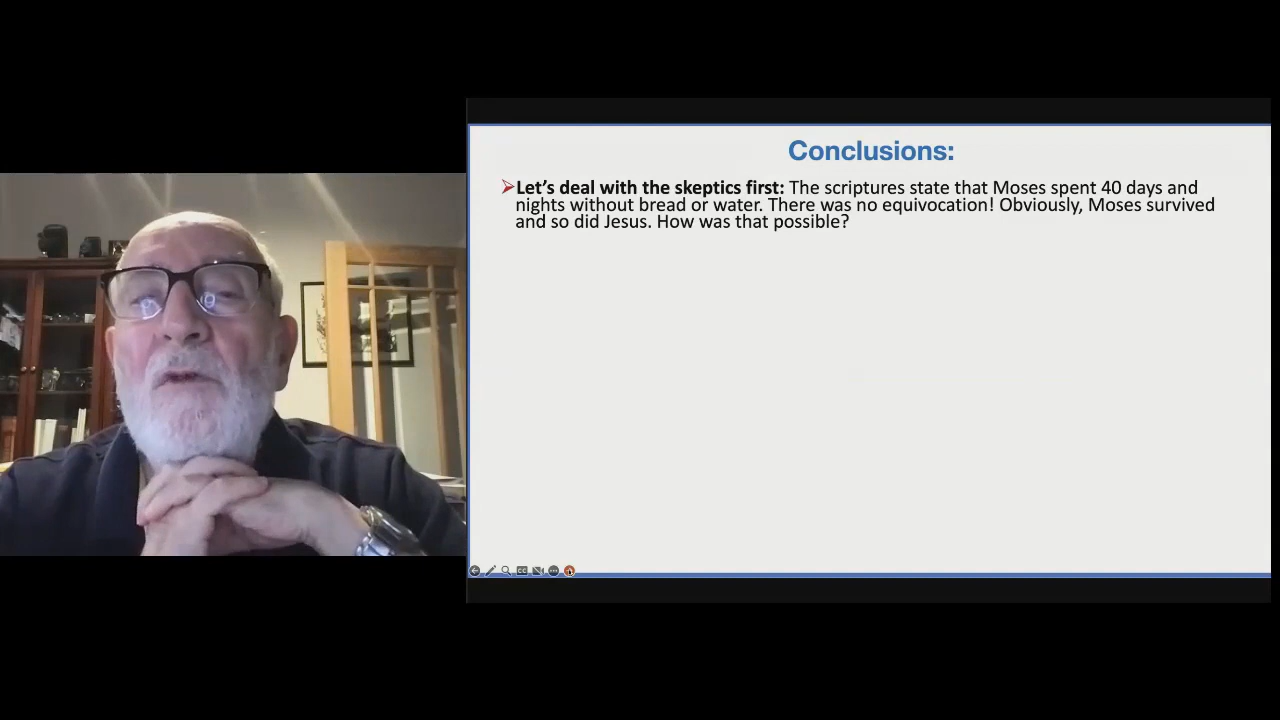 Conclusions:
Let's deal with the skeptics first: The scriptures state that Moses spent 40 days and
nights without bread or water. There was no equivocation! Obviously, Moses survived
and so did Jesus. How was that possible?